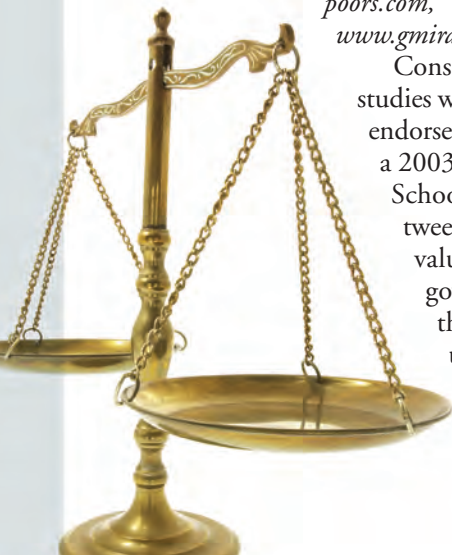 poors.com,
www.gmira
Cons
studies w
endorse
a 2003
Schoo
twee
valu
go
th